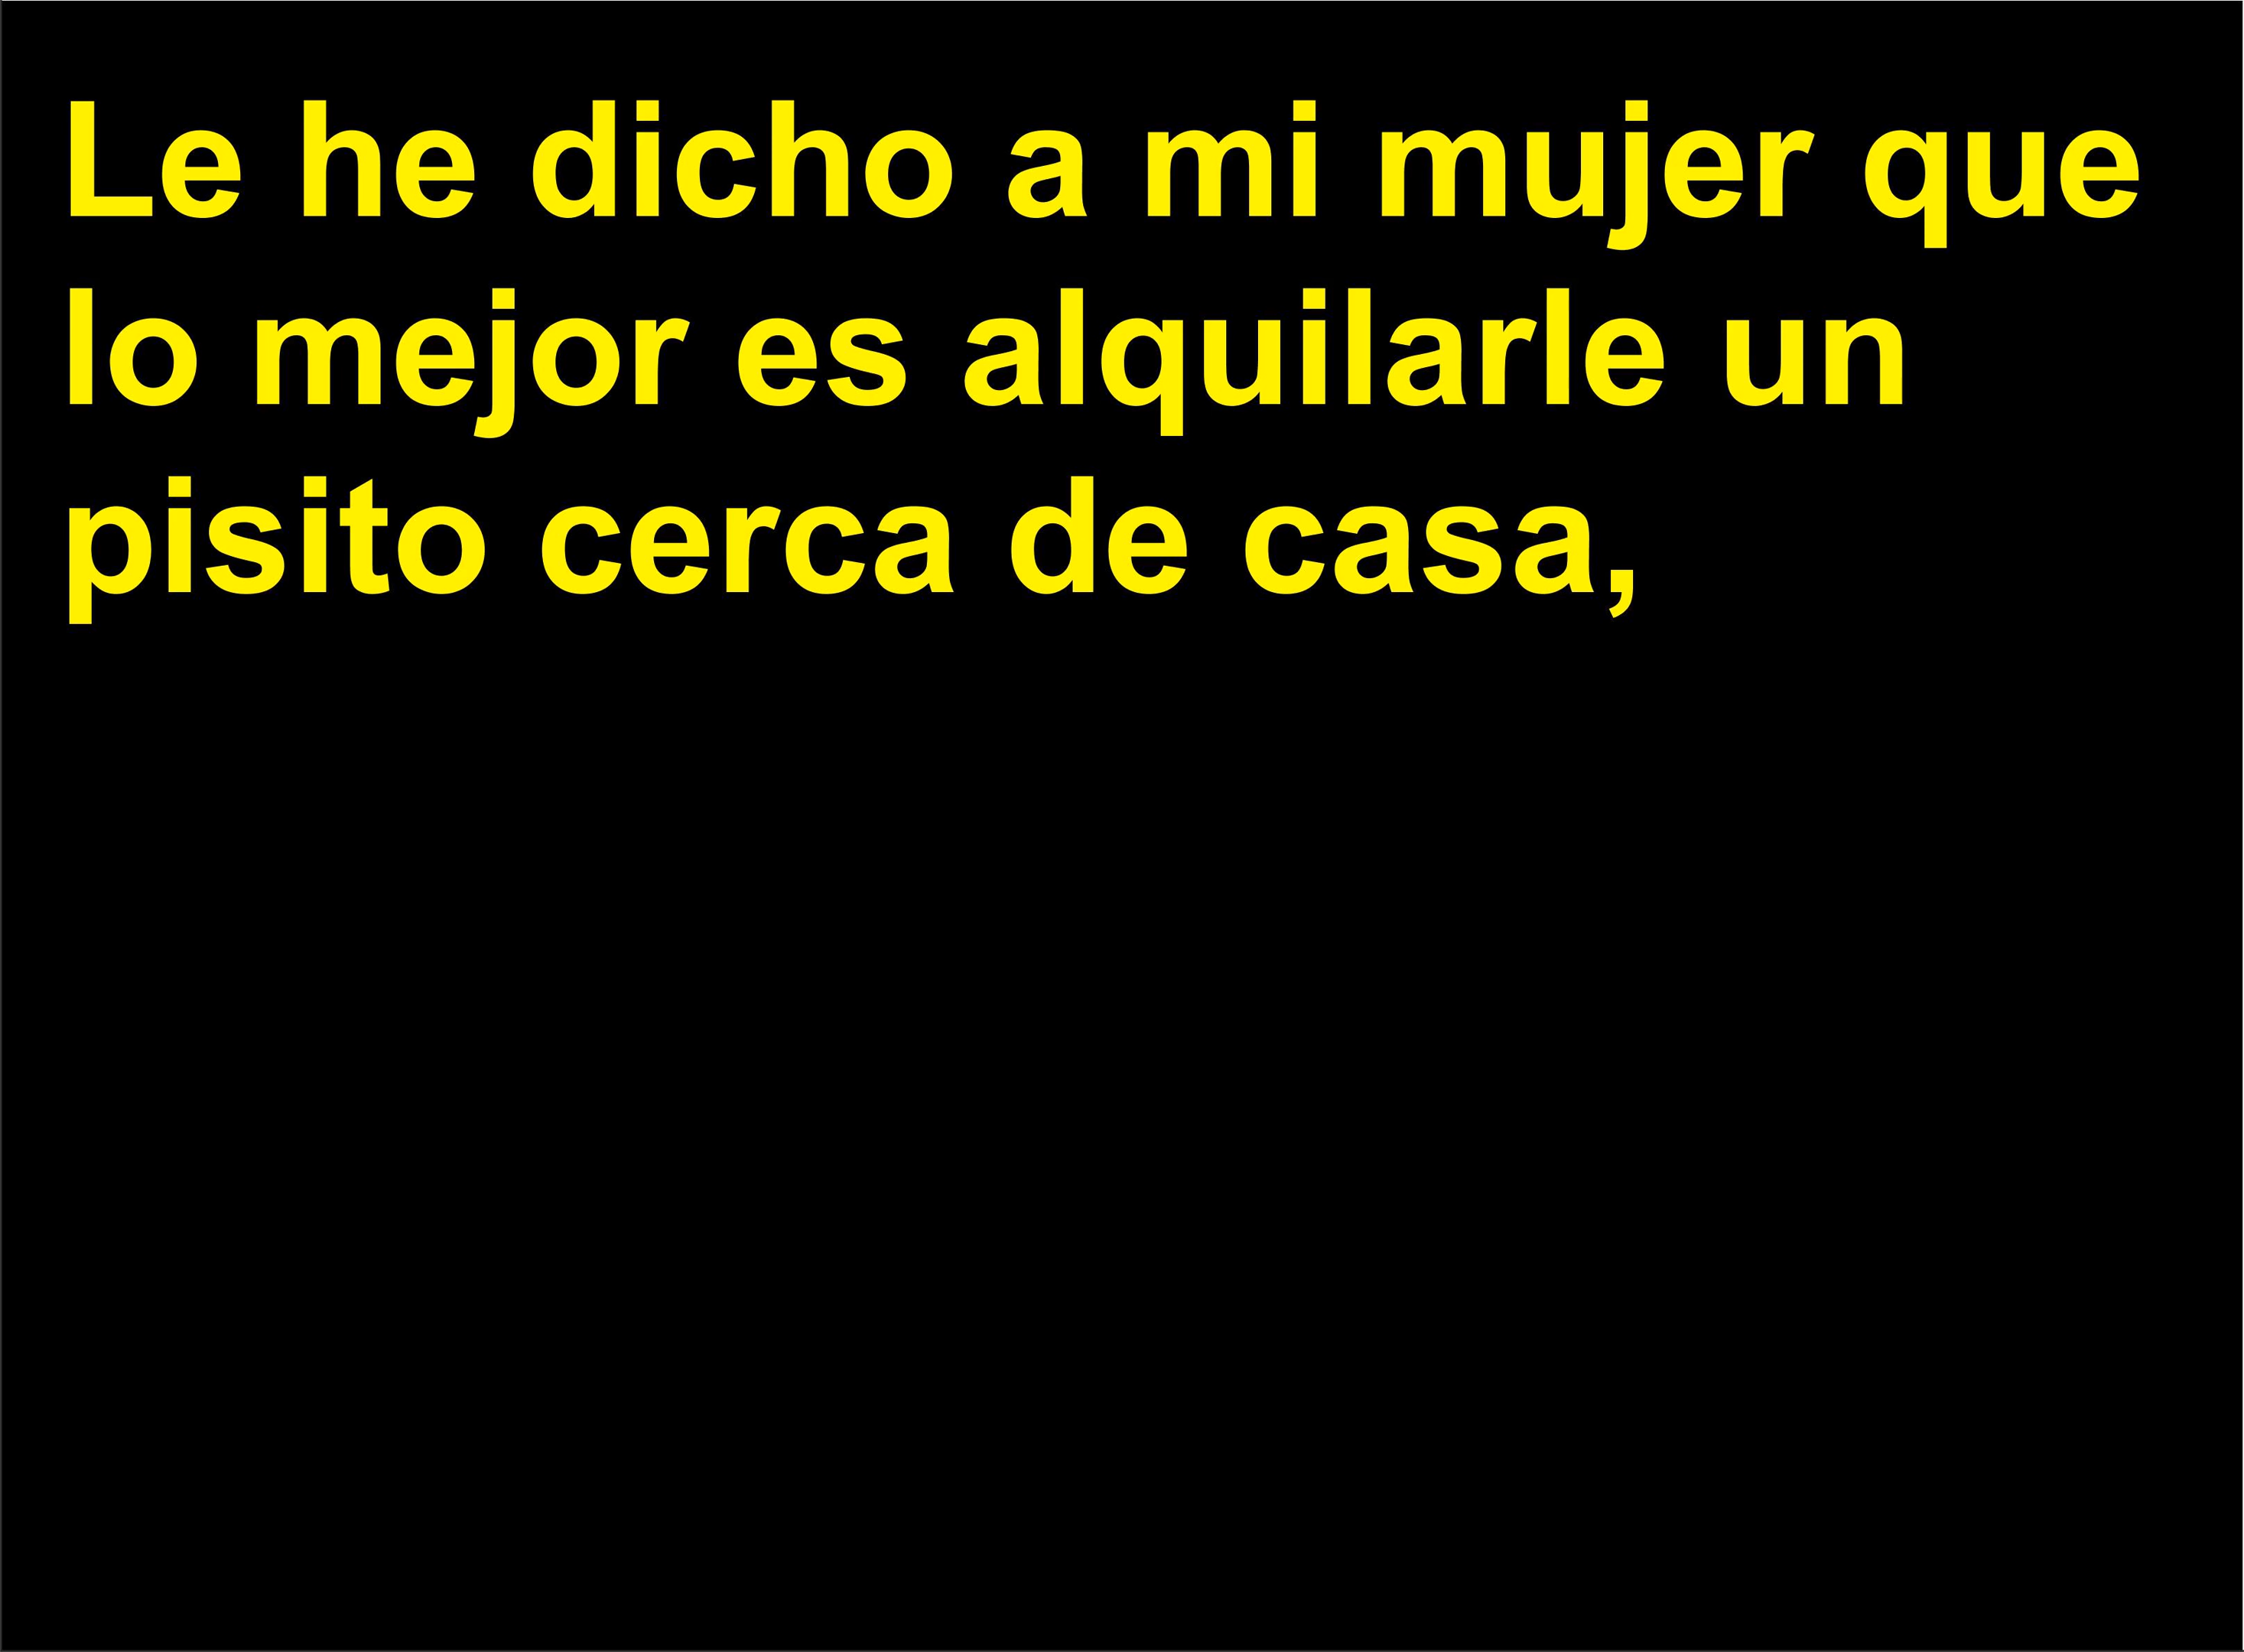 Le he dicho a mi mujer que
lo mejor es alquilarle un
pisito cerca de casa,